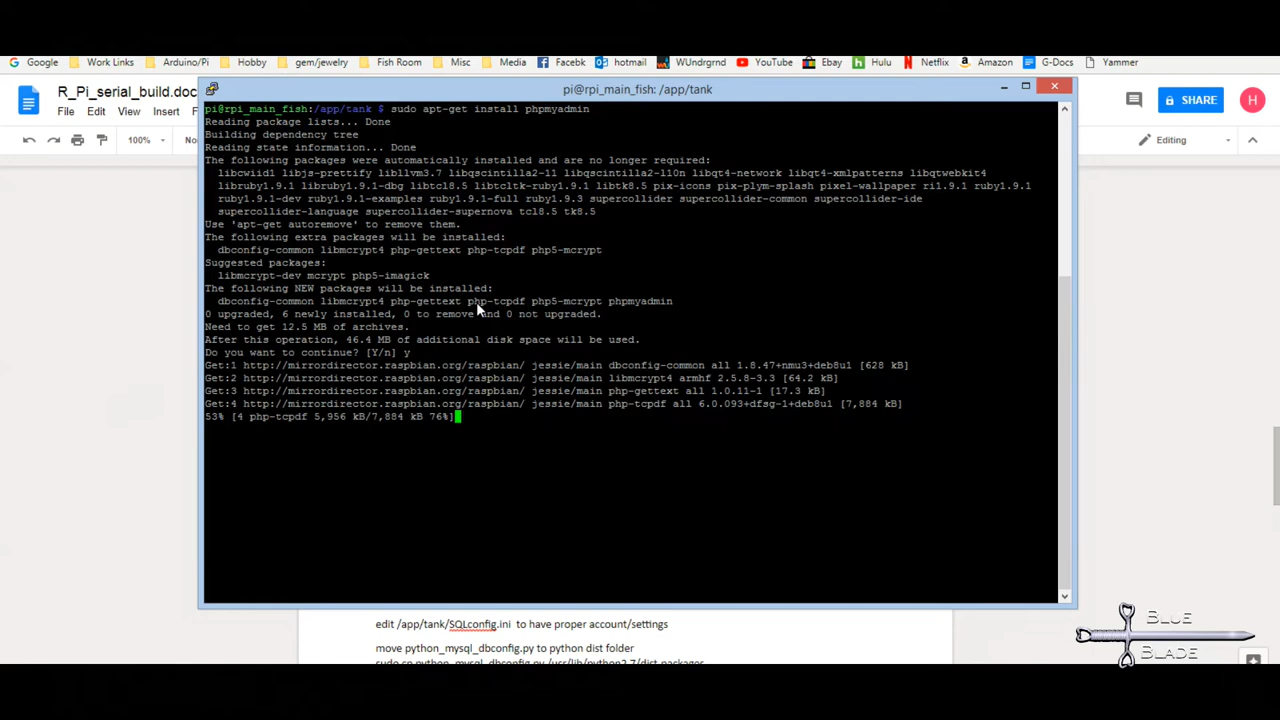 Google Work Links Arduino/Pi Hobby gem/jewelry Fish Room Misc Media Facebk hotmail WUndrgrnd YouTube Ebay Hulu Netflix Amazon G-Docs Yammer
R_Pi_serial_build.doc
File Edit View Insert
SHARE
H
100%
Editing
pi@rpi_main_fish: /app/tank
pi@rpi_main_fish:/app/tank $ sudo apt-get install phpmyadmin
Reading package lists... Done
Building dependency tree
Reading state information... Done
The following packages were automatically installed and are no longer required:
libcwiid1 libjs-prettify libllvm3.7 libqscintilla2-11 libqscintilla2-l10n libqt4-network libqt4-xmlpatterns libqtwebkit4
libruby1.9.1 libruby1.9.1-dbg libtcl8.5 libtcltk-ruby1.9.1 libtk8.5 pix-icons pix-plym-splash pixel-wallpaper ri1.9.1 ruby1.9.1
ruby1.9.1-dev ruby1.9.1-examples ruby1.9.1-full ruby1.9.3 supercollider supercollider-common supercollider-ide
supercollider-language supercollider-supernova tcl8.5 tk8.5
Use 'apt-get autoremove' to remove them.
The following extra packages will be installed:
dbconfig-common libmcrypt4 php-gettext php-tcpdf php5-mcrypt
Suggested packages:
libmcrypt-dev mcrypt php5-imagick
The following NEW packages will be installed:
dbconfig-common libmcrypt4 php-gettext php-tcpdf php5-mcrypt phpmyadmin
0 upgraded, 6 newly installed, 0 to remove and 0 not upgraded.
Need to get 12.5 MB of archives.
After this operation, 46.4 MB of additional disk space will be used.
Do you want to continue? [Y/n] y
Get:1 http://mirrordirector.raspbian.org/raspbian/ jessie/main dbconfig-common all 1.8.47+nmu3+deb8u1 [628 kB]
Get:2 http://mirrordirector.raspbian.org/raspbian/ jessie/main libmcrypt4 armhf 2.5.8-3.3 [64.2 kB]
Get:3 http://mirrordirector.raspbian.org/raspbian/ jessie/main php-gettext all 1.0.11-1 [17.3 kB]
Get:4 http://mirrordirector.raspbian.org/raspbian/ jessie/main php-tcpdf all 6.0.093+dfsg-1+deb8u1 [7,884 kB]
53% [4 php-tcpdf 5,956 kB/7,884 kB 76%]
edit /app/tank/SQLconfig.ini to have proper account/settings
move python_mysql_dbconfig.py to python dist folder
sudo cp python_mysql_dbconfig.py /usr/lib/python2.7/dist-packages
BLUE
BLADE